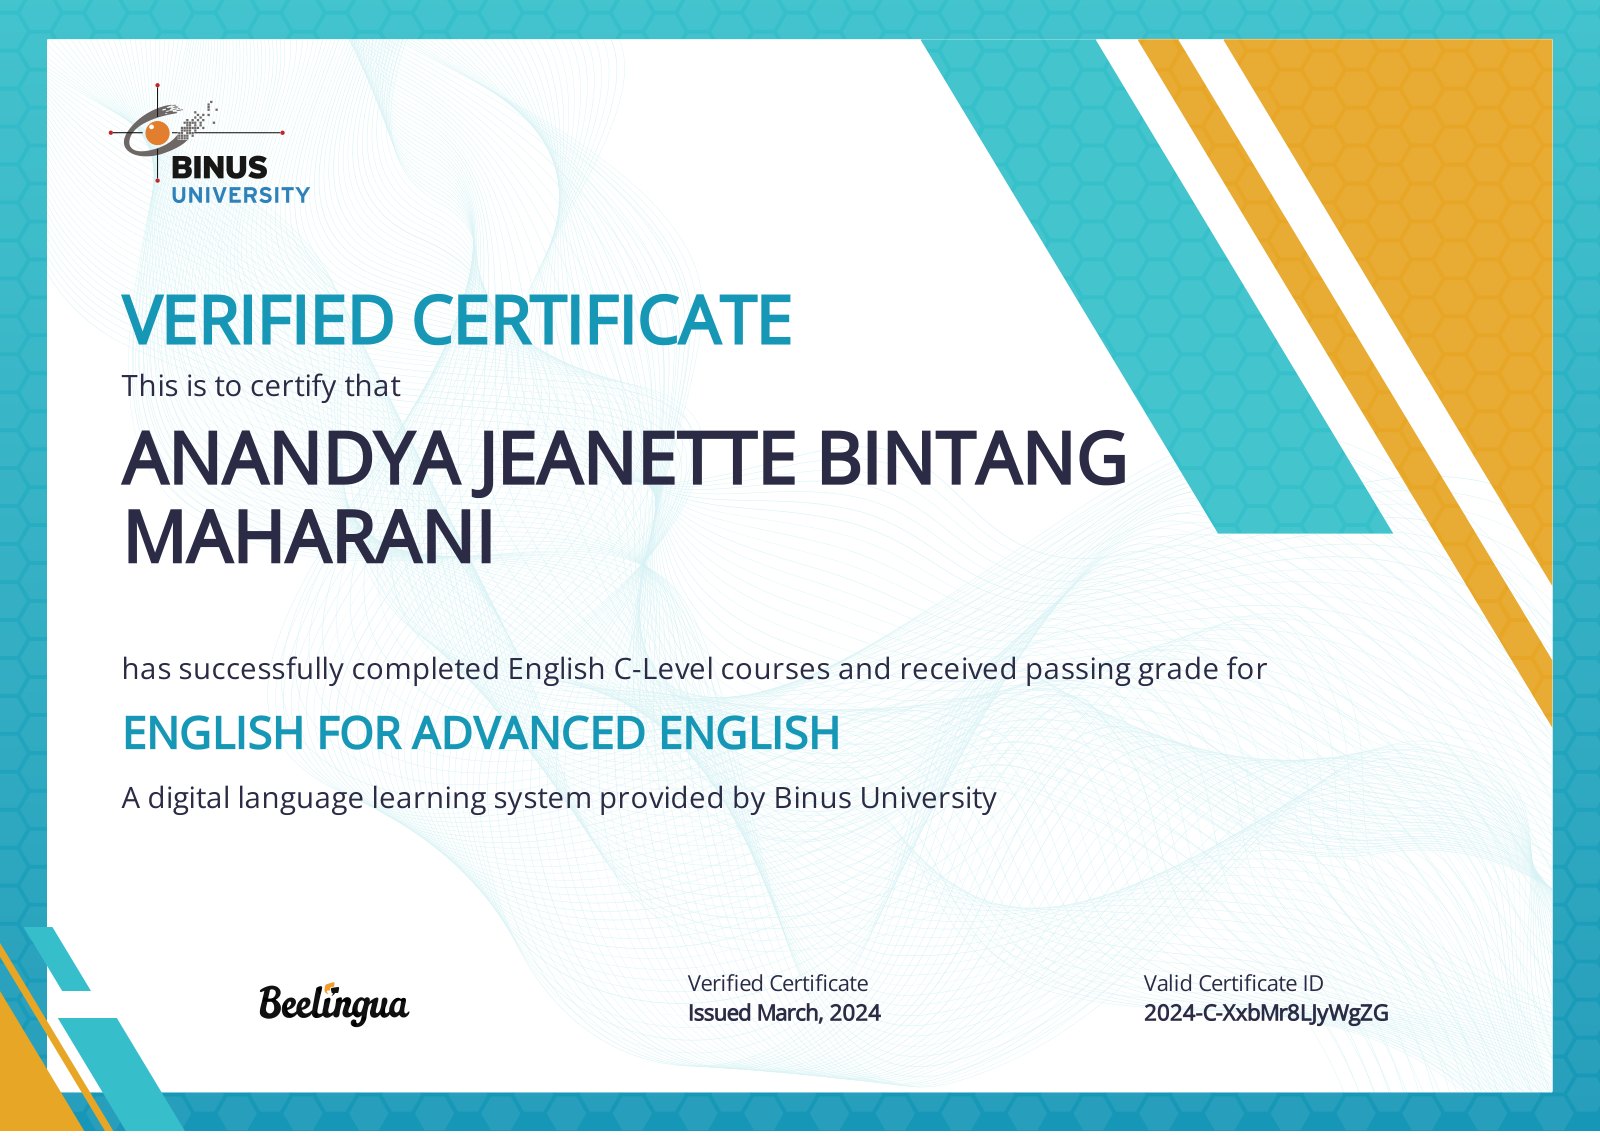 BINUS
UNIVERSITY
VERIFIED CERTIFICATE
This is to certify that
ANANDYA JEANETTE BINTANG
MAHARANI
has successfully completed English C-Level courses and received passing grade for
ENGLISH FOR ADVANCED ENGLISH
A digital language learning system provided by Binus University
Beelingua
Verified Certificate
Issued March, 2024
Valid Certificate ID
2024-C-XxbMr8LJyWgZG